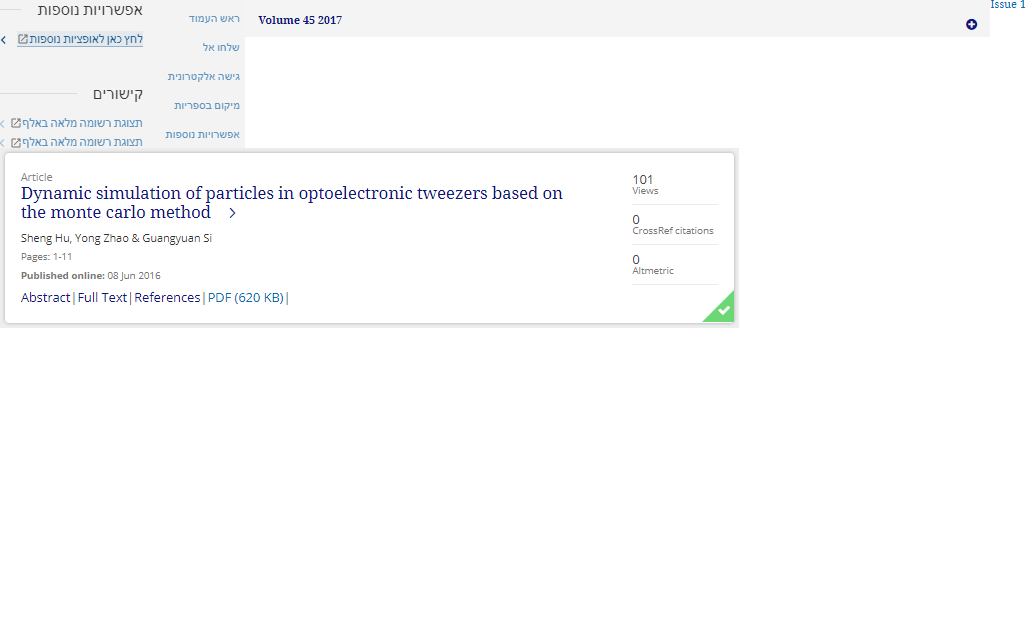 אפשרויות נוספות
לחץ כאן לאופציות נוספות
קישורים
תצוגת רשומה מלאה באלף
תצוגת רשומה מלאה באלף
ראש העמוד
שלחו אל
גישה אלקטרונית
מיקום בספריות
אפשרויות נוספות
Volume 45 2017
Issue 1
Article
Dynamic simulation of particles in optoelectronic tweezers based on
the monte carlo method
Sheng Hu, Yong Zhao & Guangyuan Si
Pages: 1-11
Published online: 08 Jun 2016
Abstract|Full Text|References|PDF (620 KB)|
101
Views
0
CrossRef citations
0
Altmetric